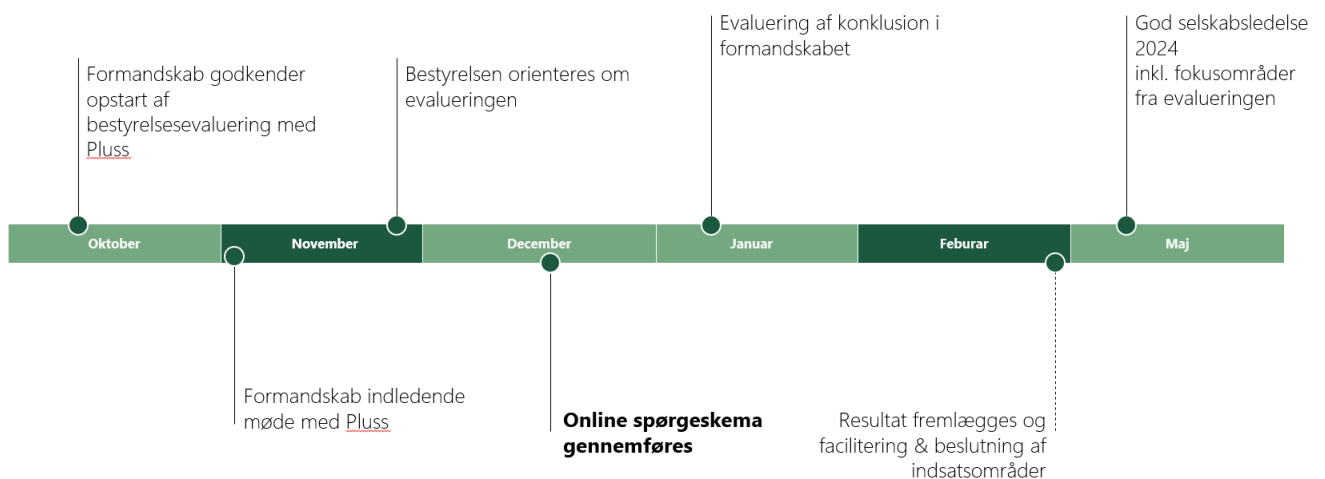 Formandskab godkender
opstart af
bestyrelsesevaluering med
Pluss
Bestyrelsen orienteres om
evalueringen
Evaluering af konklusion i
formandskabet
God selskabsledelse
2024
inkl. fokusområder
fra evalueringen
Oktober
November
December
Januar
Feburar
Maj
Formandskab indledende
møde med Pluss
Online spørgeskema
gennemføres
Resultat fremlægges og
facilitering & beslutning af
indsatsområder